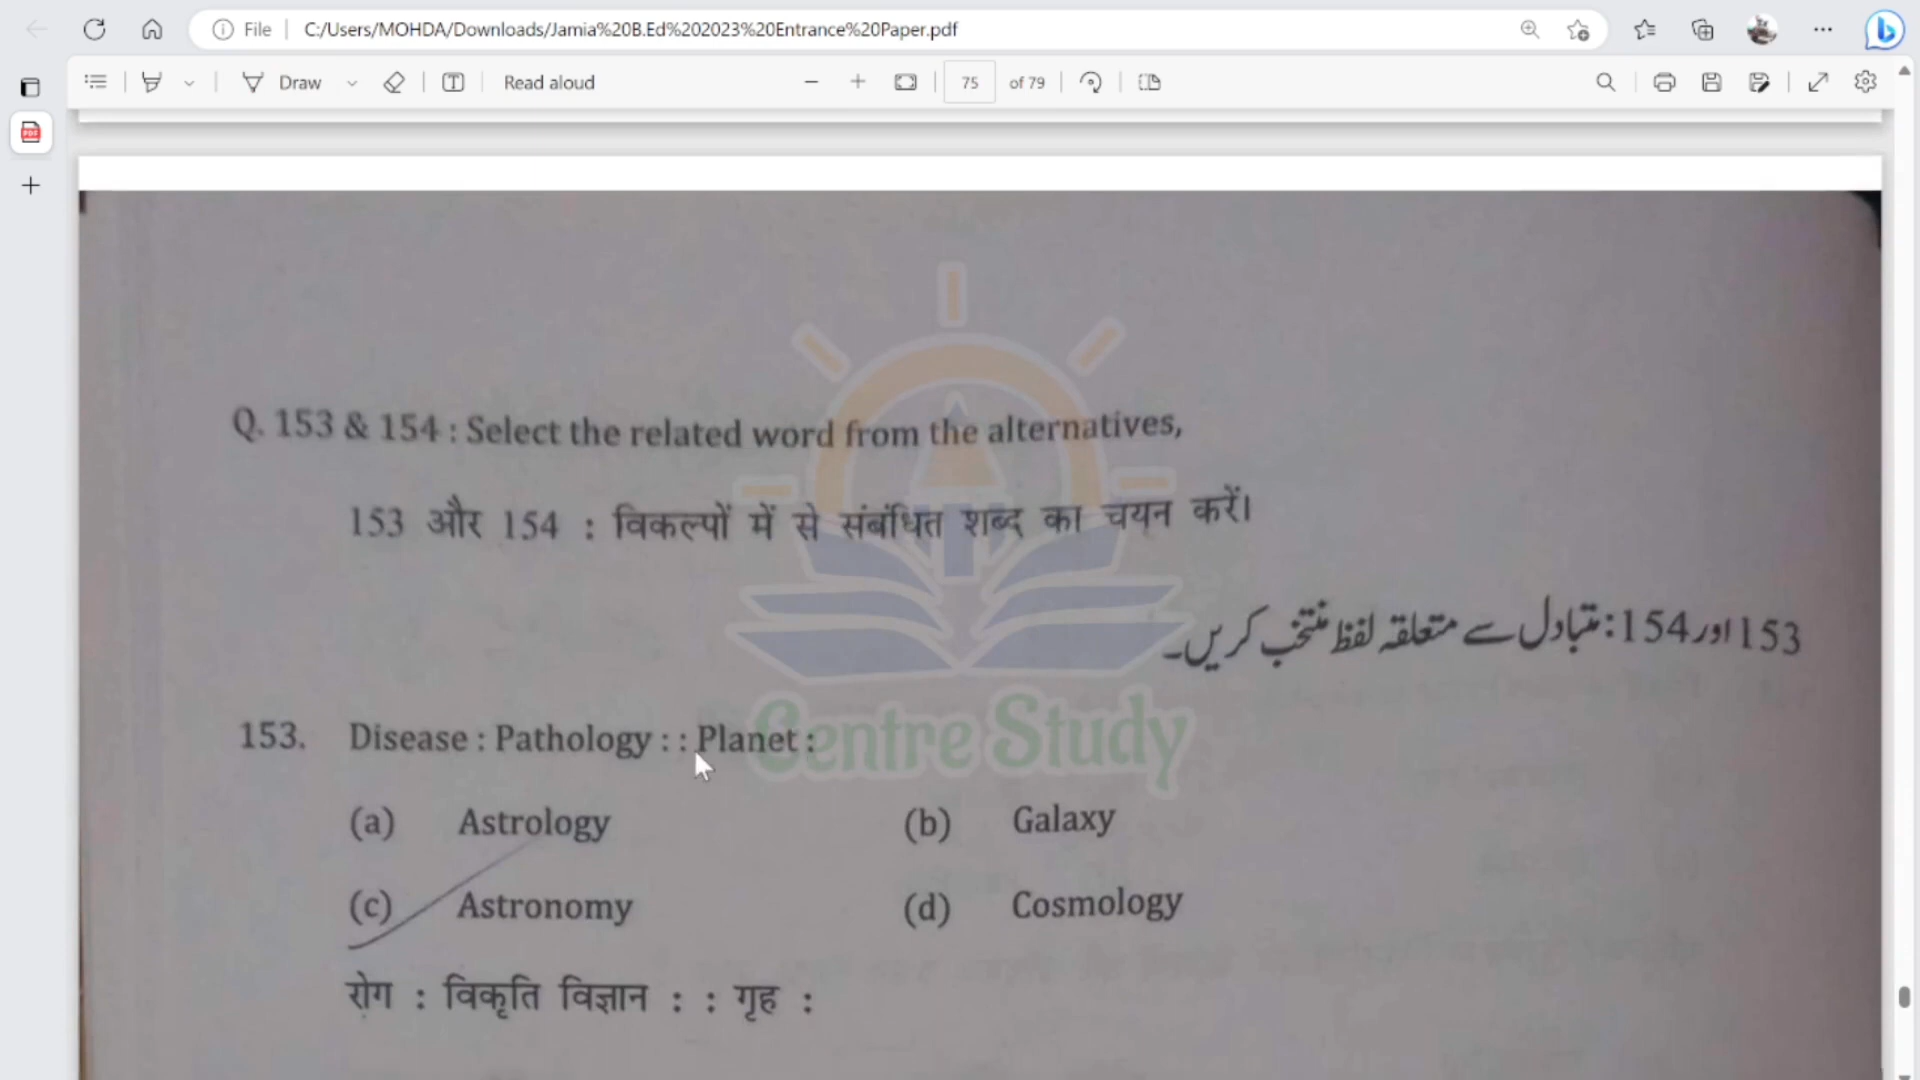 File C:/Users/MOHDA/Downloads/Jamia%20B.Ed%202023%20Entrance%20Paper.pdf
Draw Read aloud 75 of 79
Q. 153 & 154 : Select the related word from the alternatives,
153 और 154 : विकल्पों में से संबंधित शब्द का चयन करें।
153 اور 154: متبادل سے متعلقہ لفظ منتخب کریں۔
153. Disease : Pathology : : Planet :
Centre Study
(a) Astrology (b) Galaxy
(c) Astronomy (d) Cosmology
रोग : विकृति विज्ञान : : गृह :